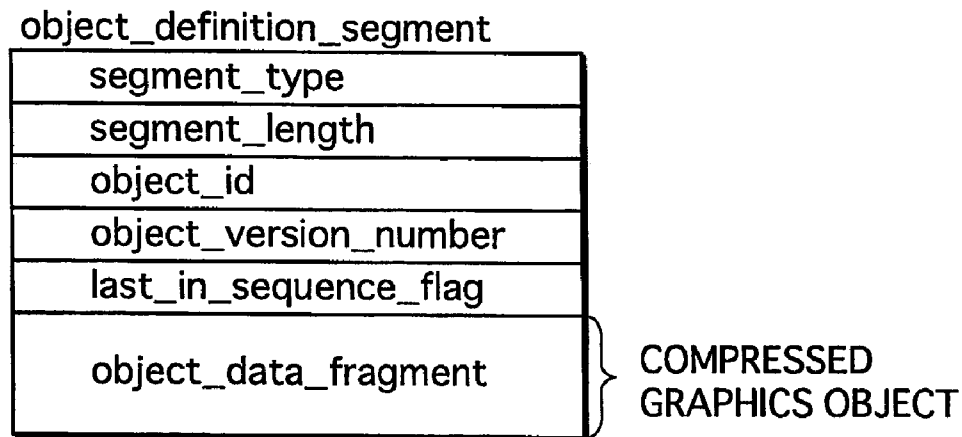 object_definition_segment
segment_type
segment_length
object_id
object_version_number
last_in_sequence_flag
object_data_fragment
COMPRESSED
GRAPHICS OBJECT